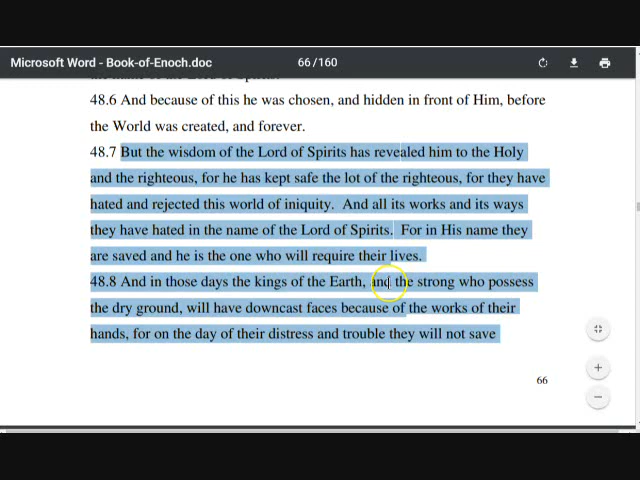 Microsoft Word - Book-of-Enoch.doc 66 / 160
48.6 And because of this he was chosen, and hidden in front of Him, before
the World was created, and forever.
48.7 But the wisdom of the Lord of Spirits has revealed him to the Holy
and the righteous, for he has kept safe the lot of the righteous, for they have
hated and rejected this world of iniquity. And all its works and its ways
they have hated in the name of the Lord of Spirits. For in His name they
are saved and he is the one who will require their lives.
48.8 And in those days the kings of the Earth, and the strong who possess
the dry ground, will have downcast faces because of the works of their
hands, for on the day of their distress and trouble they will not save
66